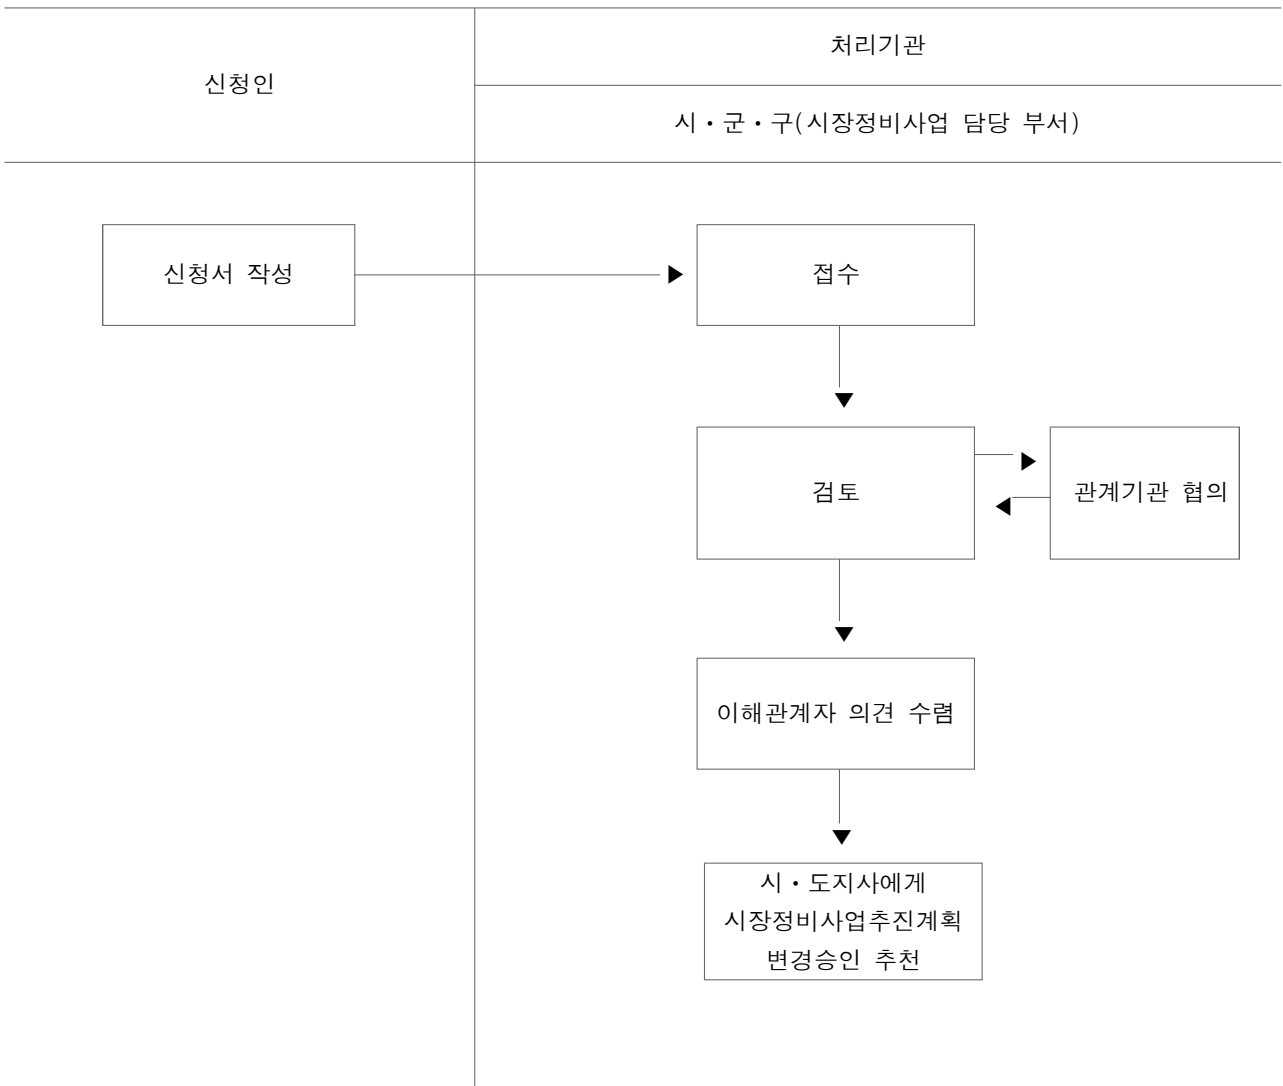 신청인
처리기관
시・군・구(시장정비사업 담당 부서)
신청서 작성
접수
검토
관계기관 협의
이해관계자 의견 수렴
시・도지사에게
시장정비사업추진계획
변경승인 추천